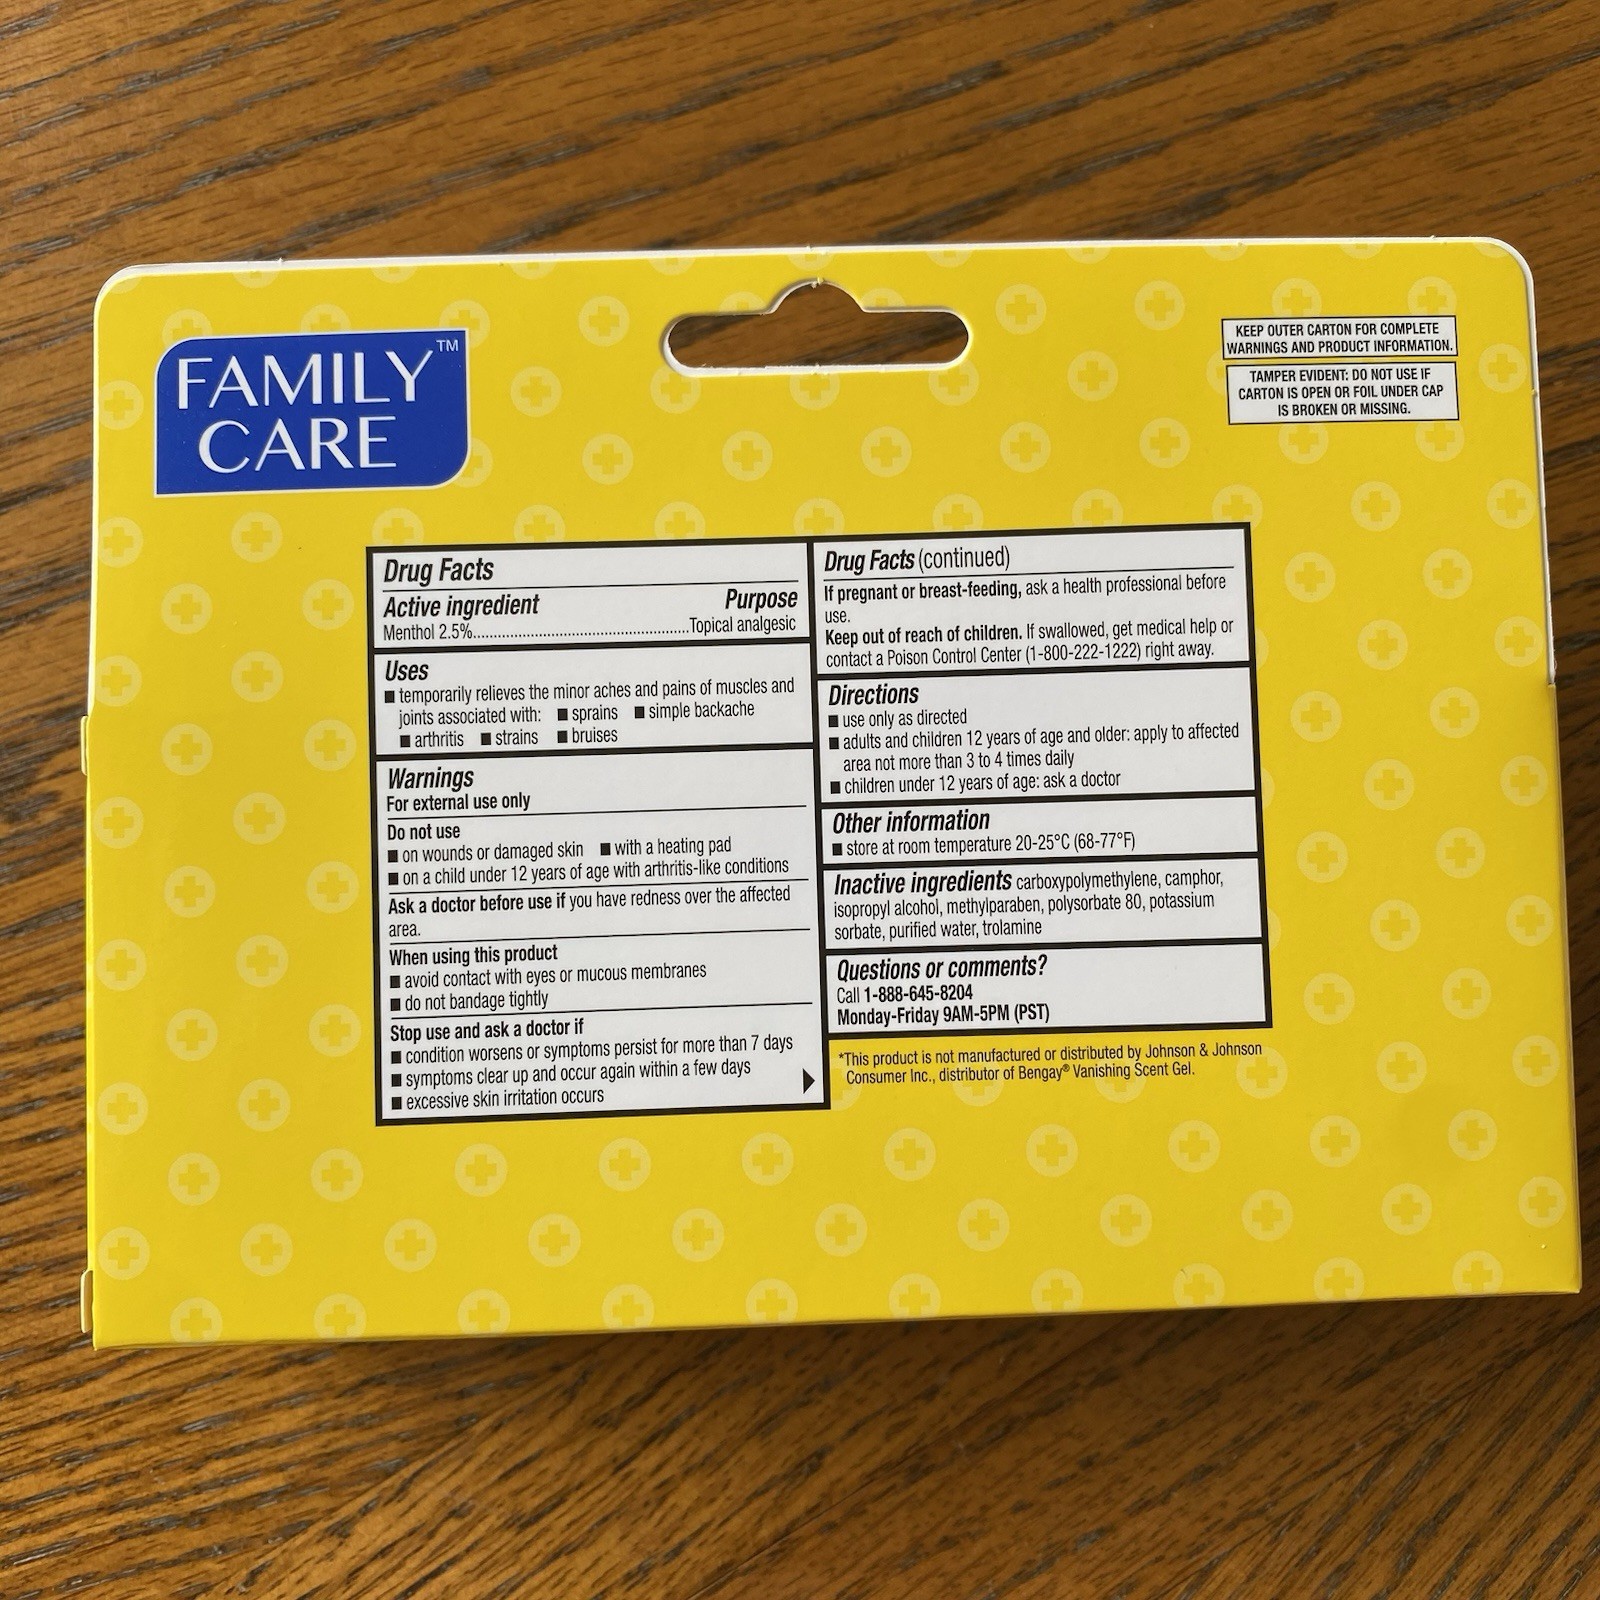 FAMILY™
CARE
KEEP OUTER CARTON FOR COMPLETE
WARNINGS AND PRODUCT INFORMATION.
TAMPER EVIDENT: DO NOT USE IF
CARTON IS OPEN OR FOIL UNDER CAP
IS BROKEN OR MISSING.
Drug Facts
Active ingredient Purpose
Menthol 2.5%....................................................Topical analgesic
Uses
■ temporarily relieves the minor aches and pains of muscles and
joints associated with: ■ sprains ■ simple backache
■ arthritis ■ strains ■ bruises
Warnings
For external use only
Do not use
■ on wounds or damaged skin ■ with a heating pad
■ on a child under 12 years of age with arthritis-like conditions
Ask a doctor before use if you have redness over the affected
area.
When using this product
■ avoid contact with eyes or mucous membranes
■ do not bandage tightly
Stop use and ask a doctor if
■ condition worsens or symptoms persist for more than 7 days
■ symptoms clear up and occur again within a few days
■ excessive skin irritation occurs
Drug Facts (continued)
If pregnant or breast-feeding, ask a health professional before
use.
Keep out of reach of children. If swallowed, get medical help or
contact a Poison Control Center (1-800-222-1222) right away.
Directions
■ use only as directed
■ adults and children 12 years of age and older: apply to affected
area not more than 3 to 4 times daily
■ children under 12 years of age: ask a doctor
Other information
■ store at room temperature 20-25°C (68-77°F)
Inactive ingredients carboxypolymethylene, camphor,
isopropyl alcohol, methylparaben, polysorbate 80, potassium
sorbate, purified water, trolamine
Questions or comments?
Call 1-888-645-8204
Monday-Friday 9AM-5PM (PST)
*This product is not manufactured or distributed by Johnson & Johnson
Consumer Inc., distributor of Bengay® Vanishing Scent Gel.